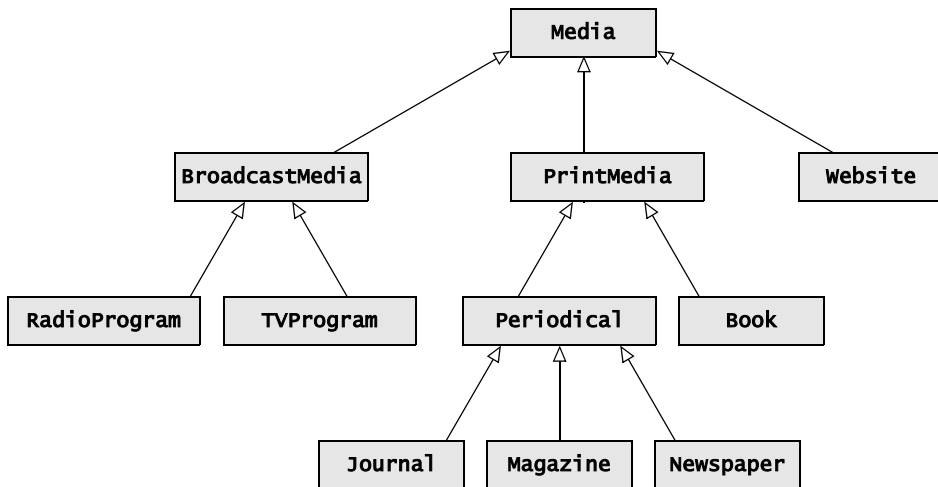 Media
BroadcastMedia
PrintMedia
Website
RadioProgram
TVProgram
Periodical
Book
Journal
Magazine
Newspaper